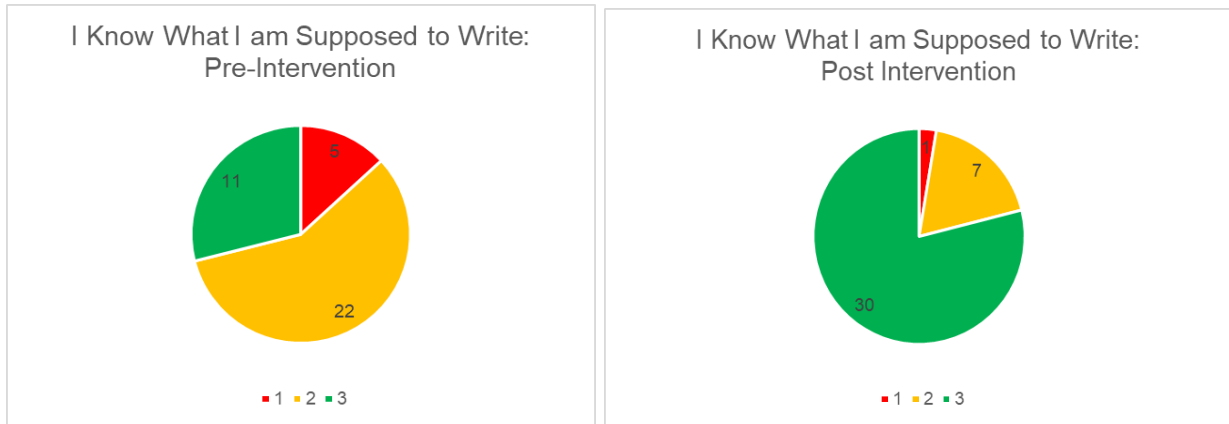 I Know What I am Supposed to Write:
Pre-Intervention
5
11
22
1 2 3
I Know What I am Supposed to Write:
Post Intervention
1
7
30
1 2 3